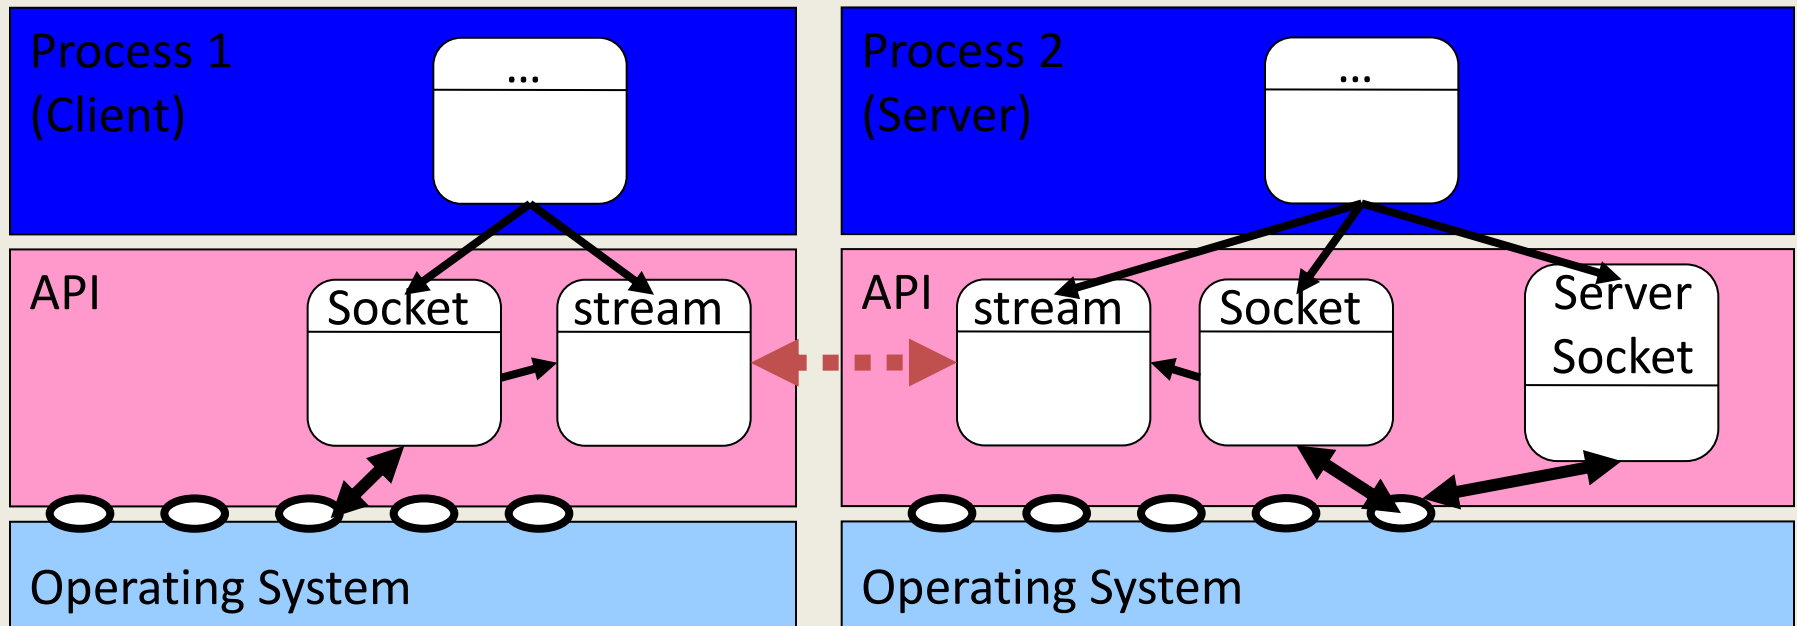 Process 1
(Client)
...
Process 2
(Server)
...
API
Socket
stream
API
stream
Socket
Server
Socket
Operating System
Operating System